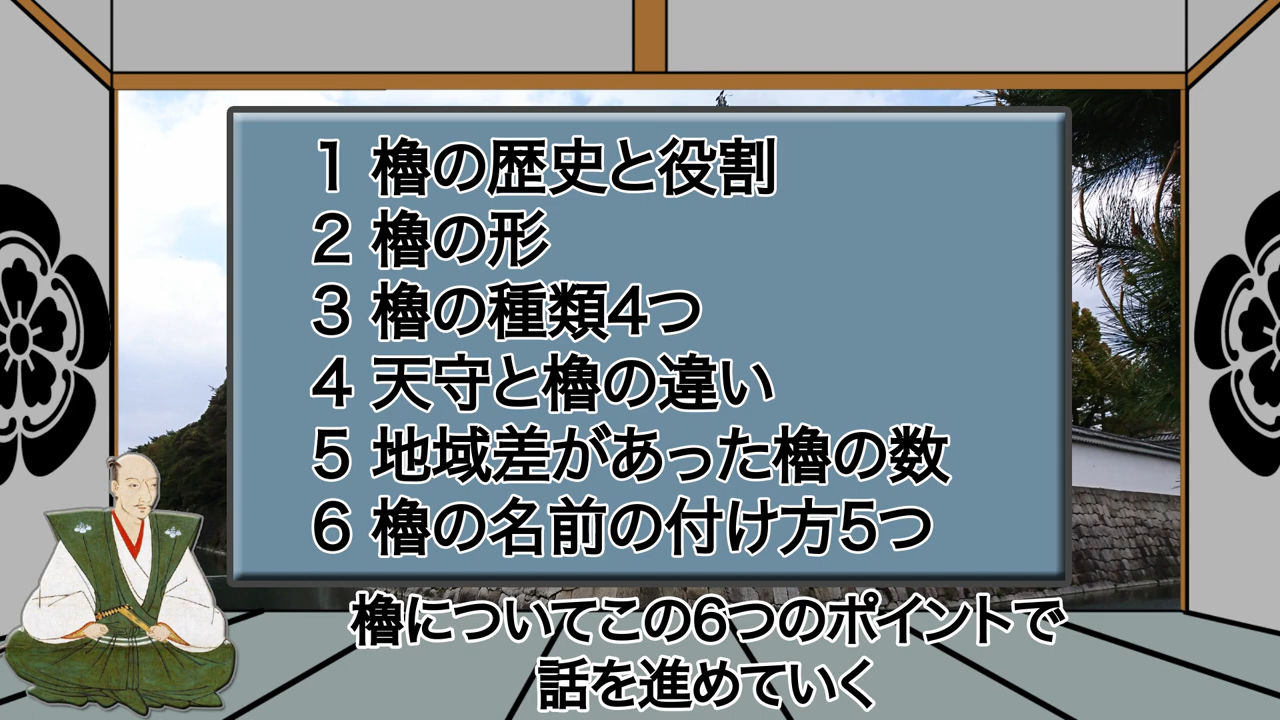 1 櫓の歴史と役割
2 櫓の形
3 櫓の種類4つ
4 天守と櫓の違い
5 地域差があった櫓の数
6 櫓の名前の付け方5つ
櫓についてこの6つのポイントで
話を進めていく